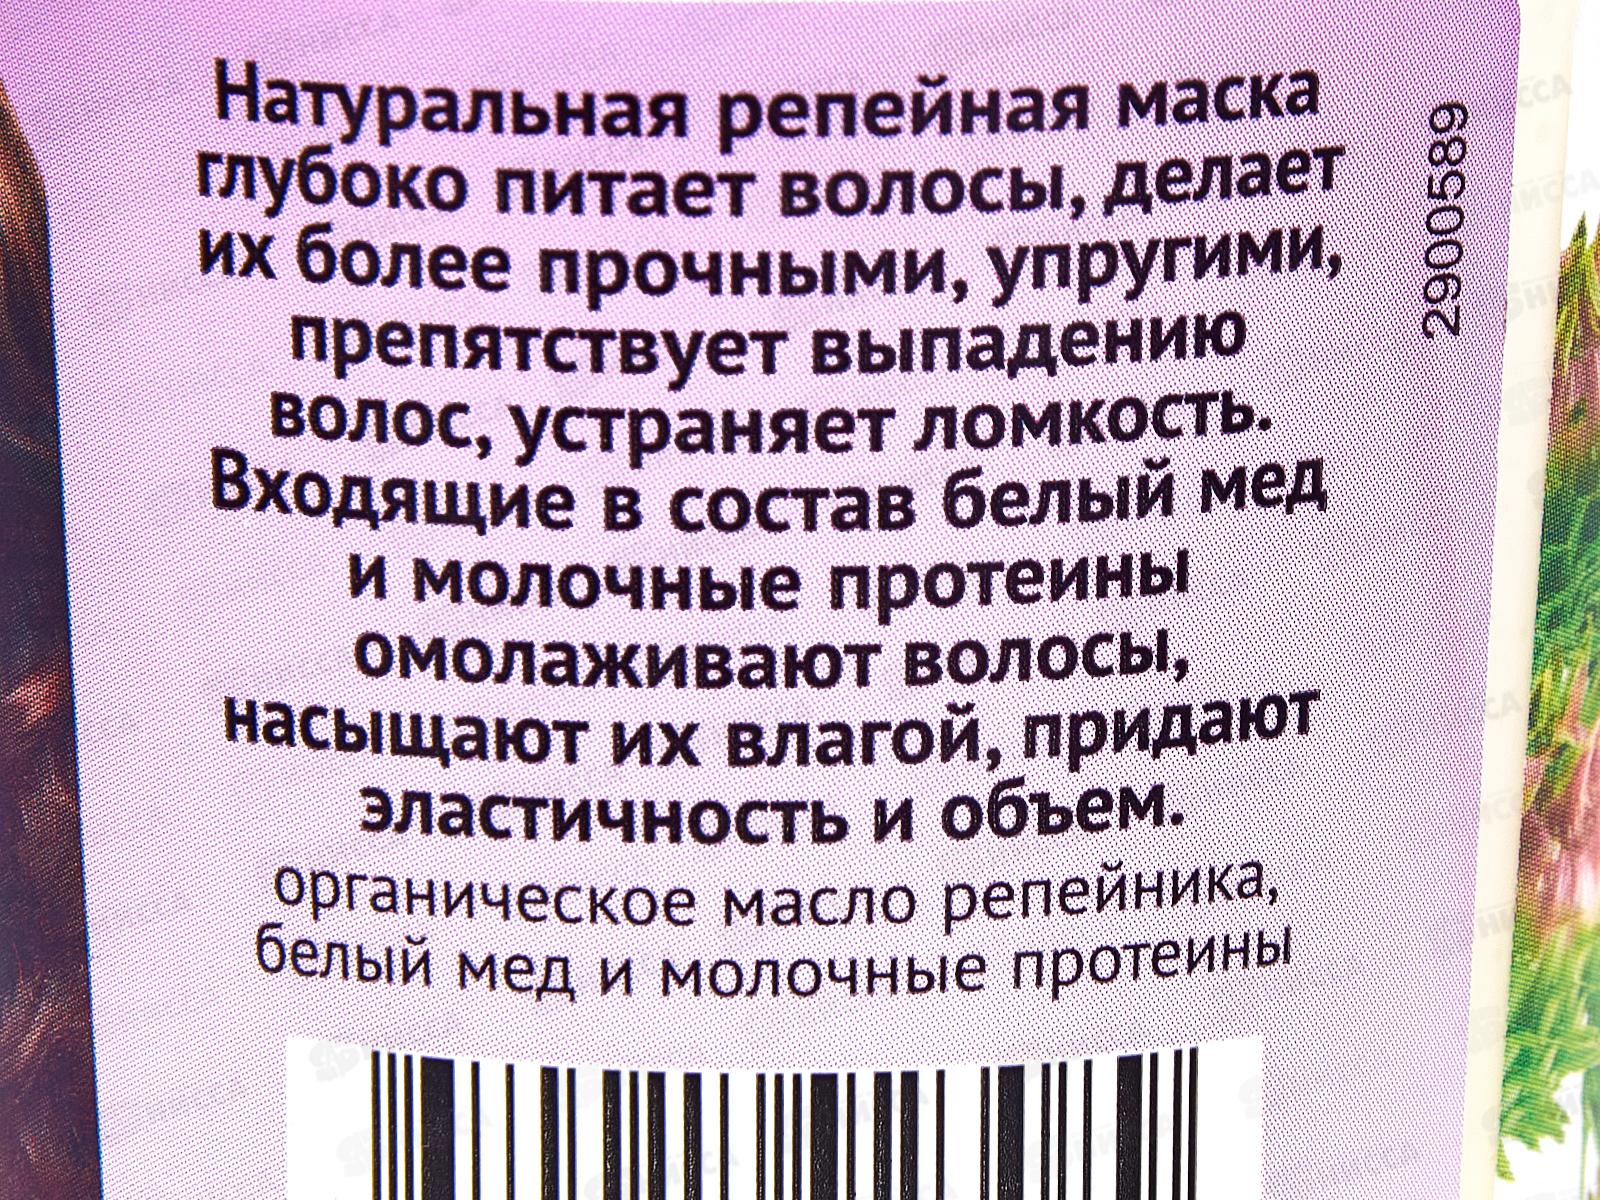 Натуральная репейная маска
глубоко питает волосы, делает
их более прочными, упругими,
препятствует выпадению
волос, устраняет ломкость.
Входящие в состав белый мед
и молочные протеины
омолаживают волосы,
насыщают их влагой, придают
эластичность и объем.
органическое масло репейника,
белый мед и молочные протеины
2900589